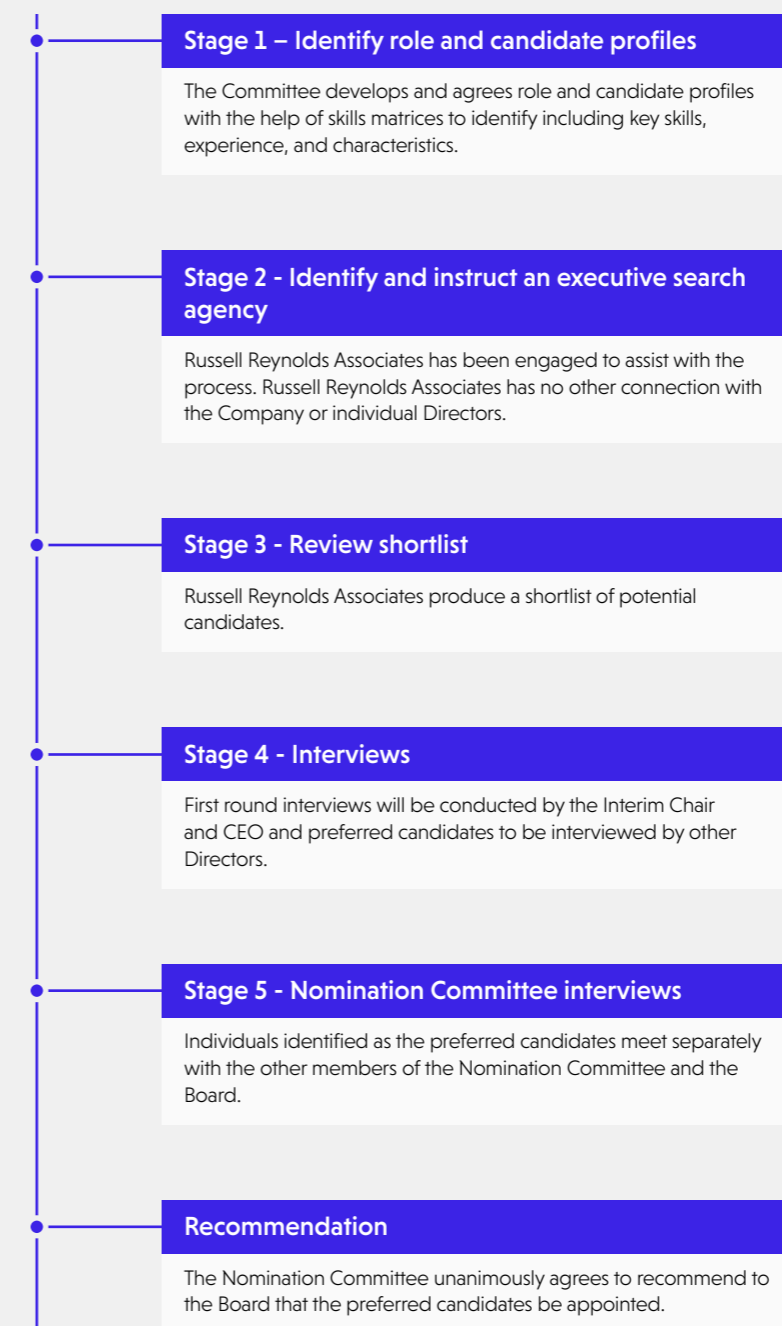 Stage 1 – Identify role and candidate profiles
The Committee develops and agrees role and candidate profiles
with the help of skills matrices to identify including key skills,
experience, and characteristics.
Stage 2 - Identify and instruct an executive search
agency
Russell Reynolds Associates has been engaged to assist with the
process. Russell Reynolds Associates has no other connection with
the Company or individual Directors.
Stage 3 - Review shortlist
Russell Reynolds Associates produce a shortlist of potential
candidates.
Stage 4 - Interviews
First round interviews will be conducted by the Interim Chair
and CEO and preferred candidates to be interviewed by other
Directors.
Stage 5 - Nomination Committee interviews
Individuals identified as the preferred candidates meet separately
with the other members of the Nomination Committee and the
Board.
Recommendation
The Nomination Committee unanimously agrees to recommend to
the Board that the preferred candidates be appointed.